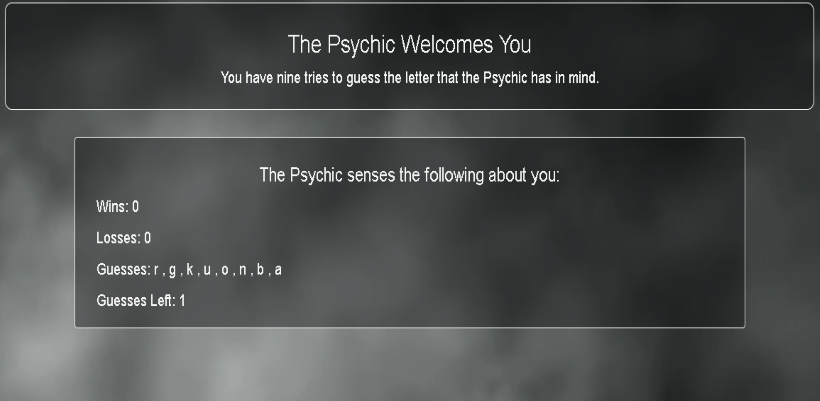 The Psychic Welcomes You
You have nine tries to guess the letter that the Psychic has in mind.
The Psychic senses the following about you:
Wins: 0
Losses: 0
Guesses: r , g , k , u , o , n , b , a
Guesses Left: 1